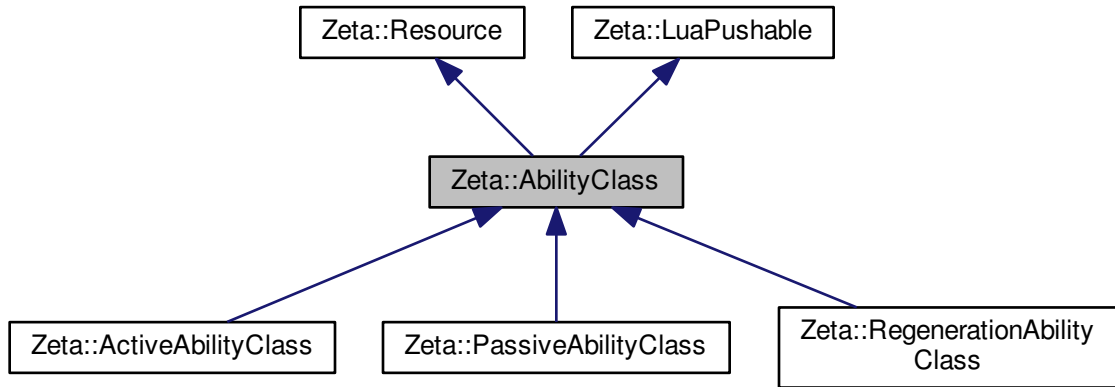 Zeta::Resource
Zeta::LuaPushable
Zeta::AbilityClass
Zeta::ActiveAbilityClass
Zeta::PassiveAbilityClass
Zeta::RegenerationAbility
Class